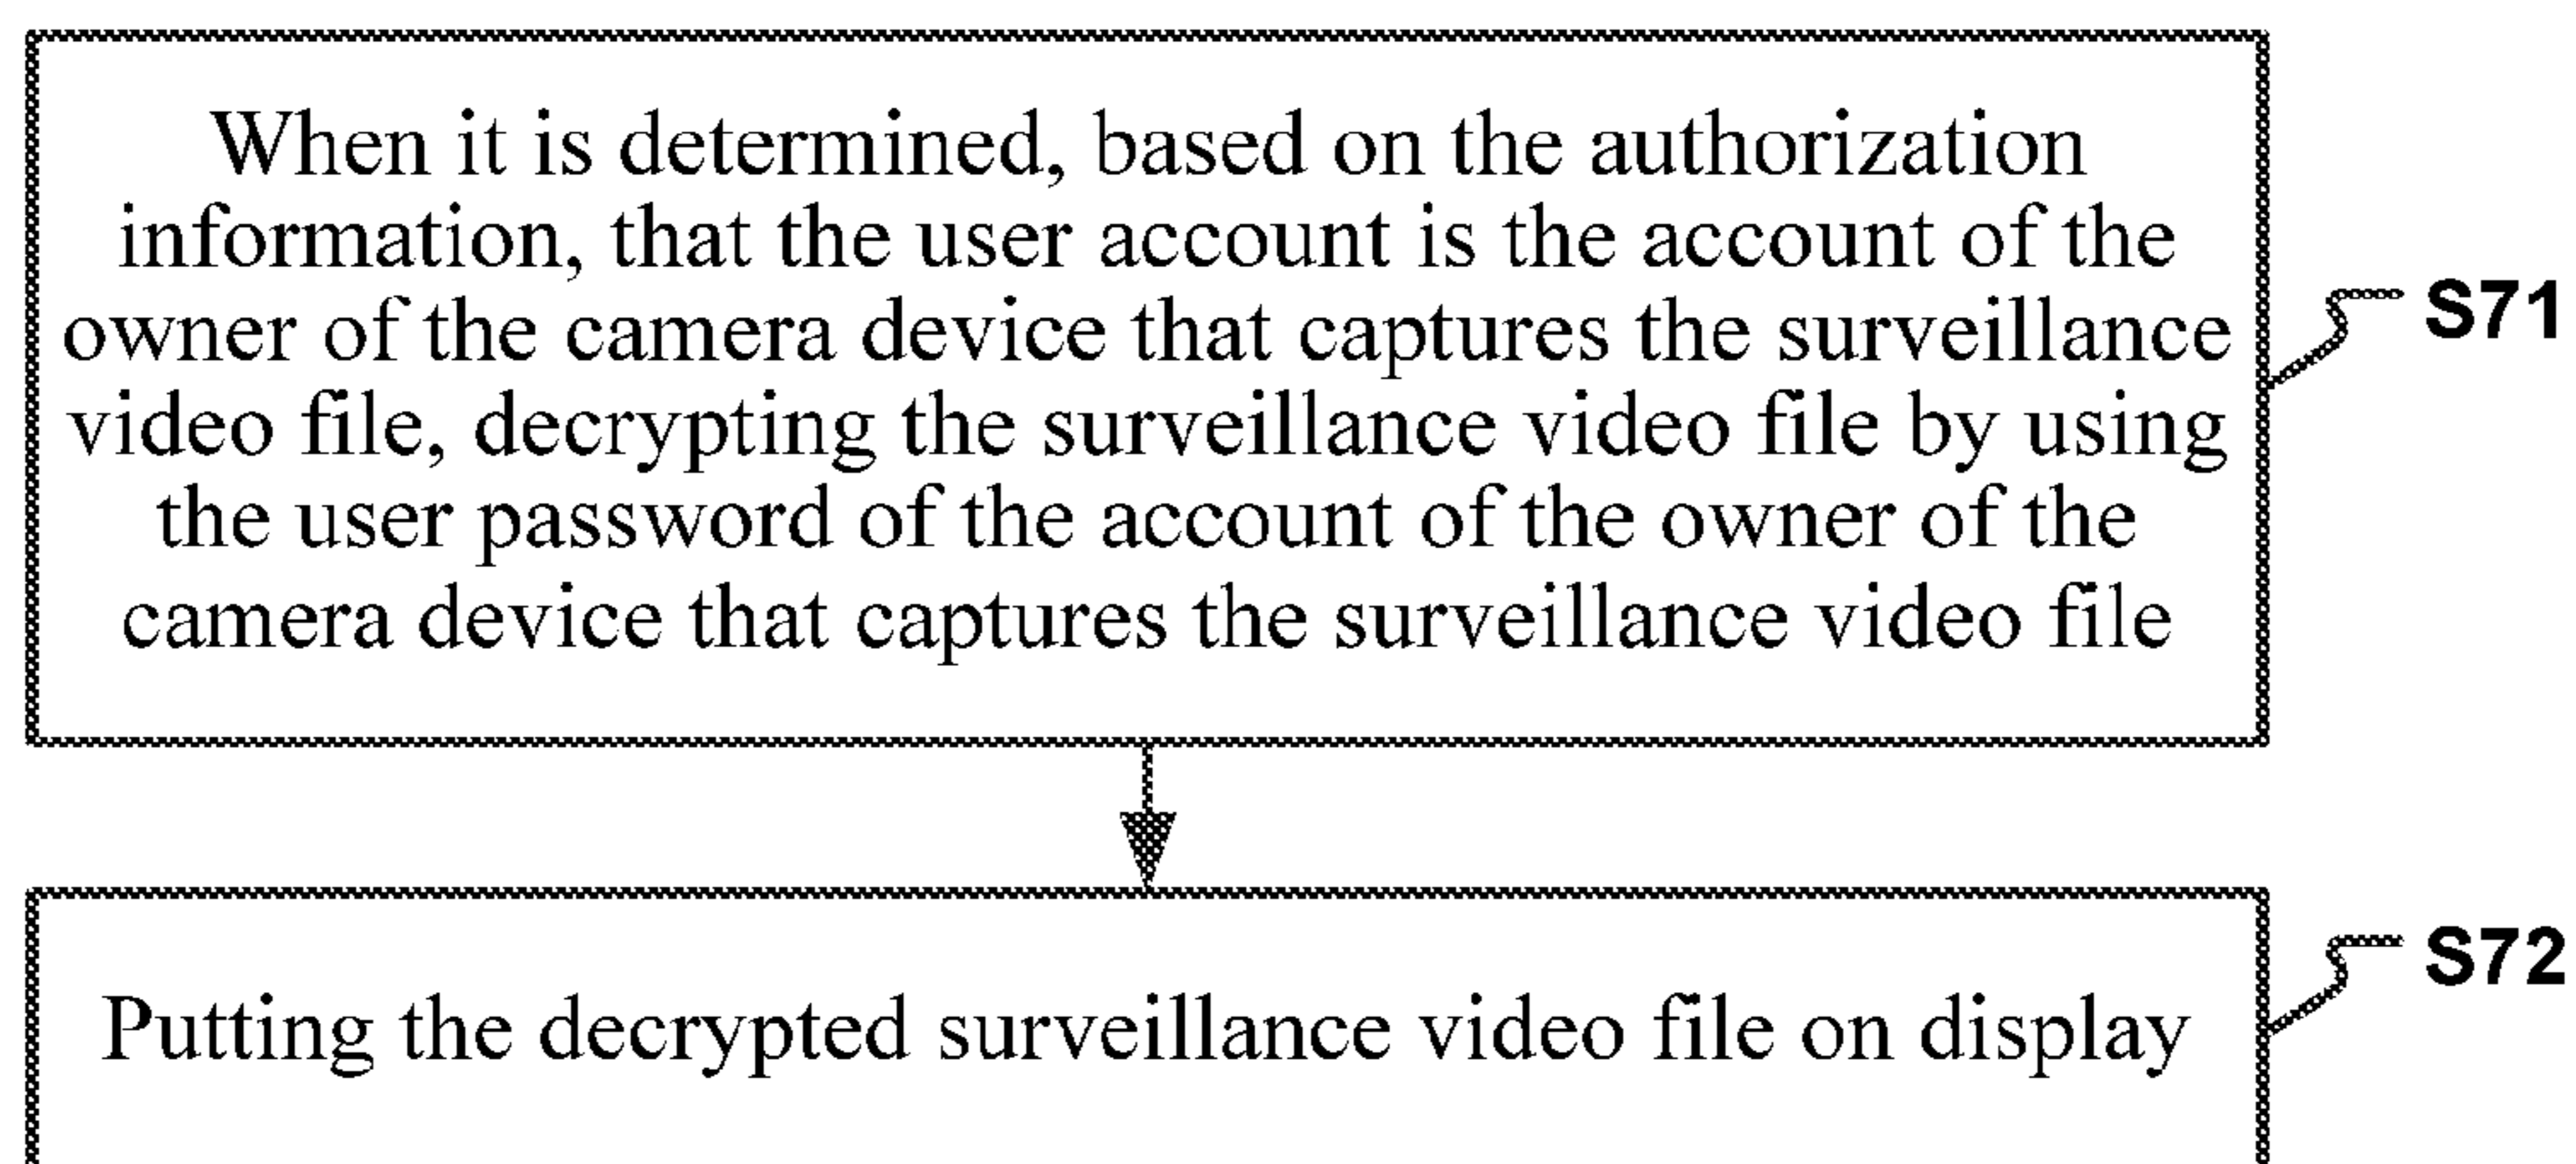 When it is determined, based on the authorization
information, that the user account is the account of the
owner of the camera device that captures the surveillance
video file, decrypting the surveillance video file by using
the user password of the account of the owner of the
camera device that captures the surveillance video file
S71
Putting the decrypted surveillance video file on display
S72